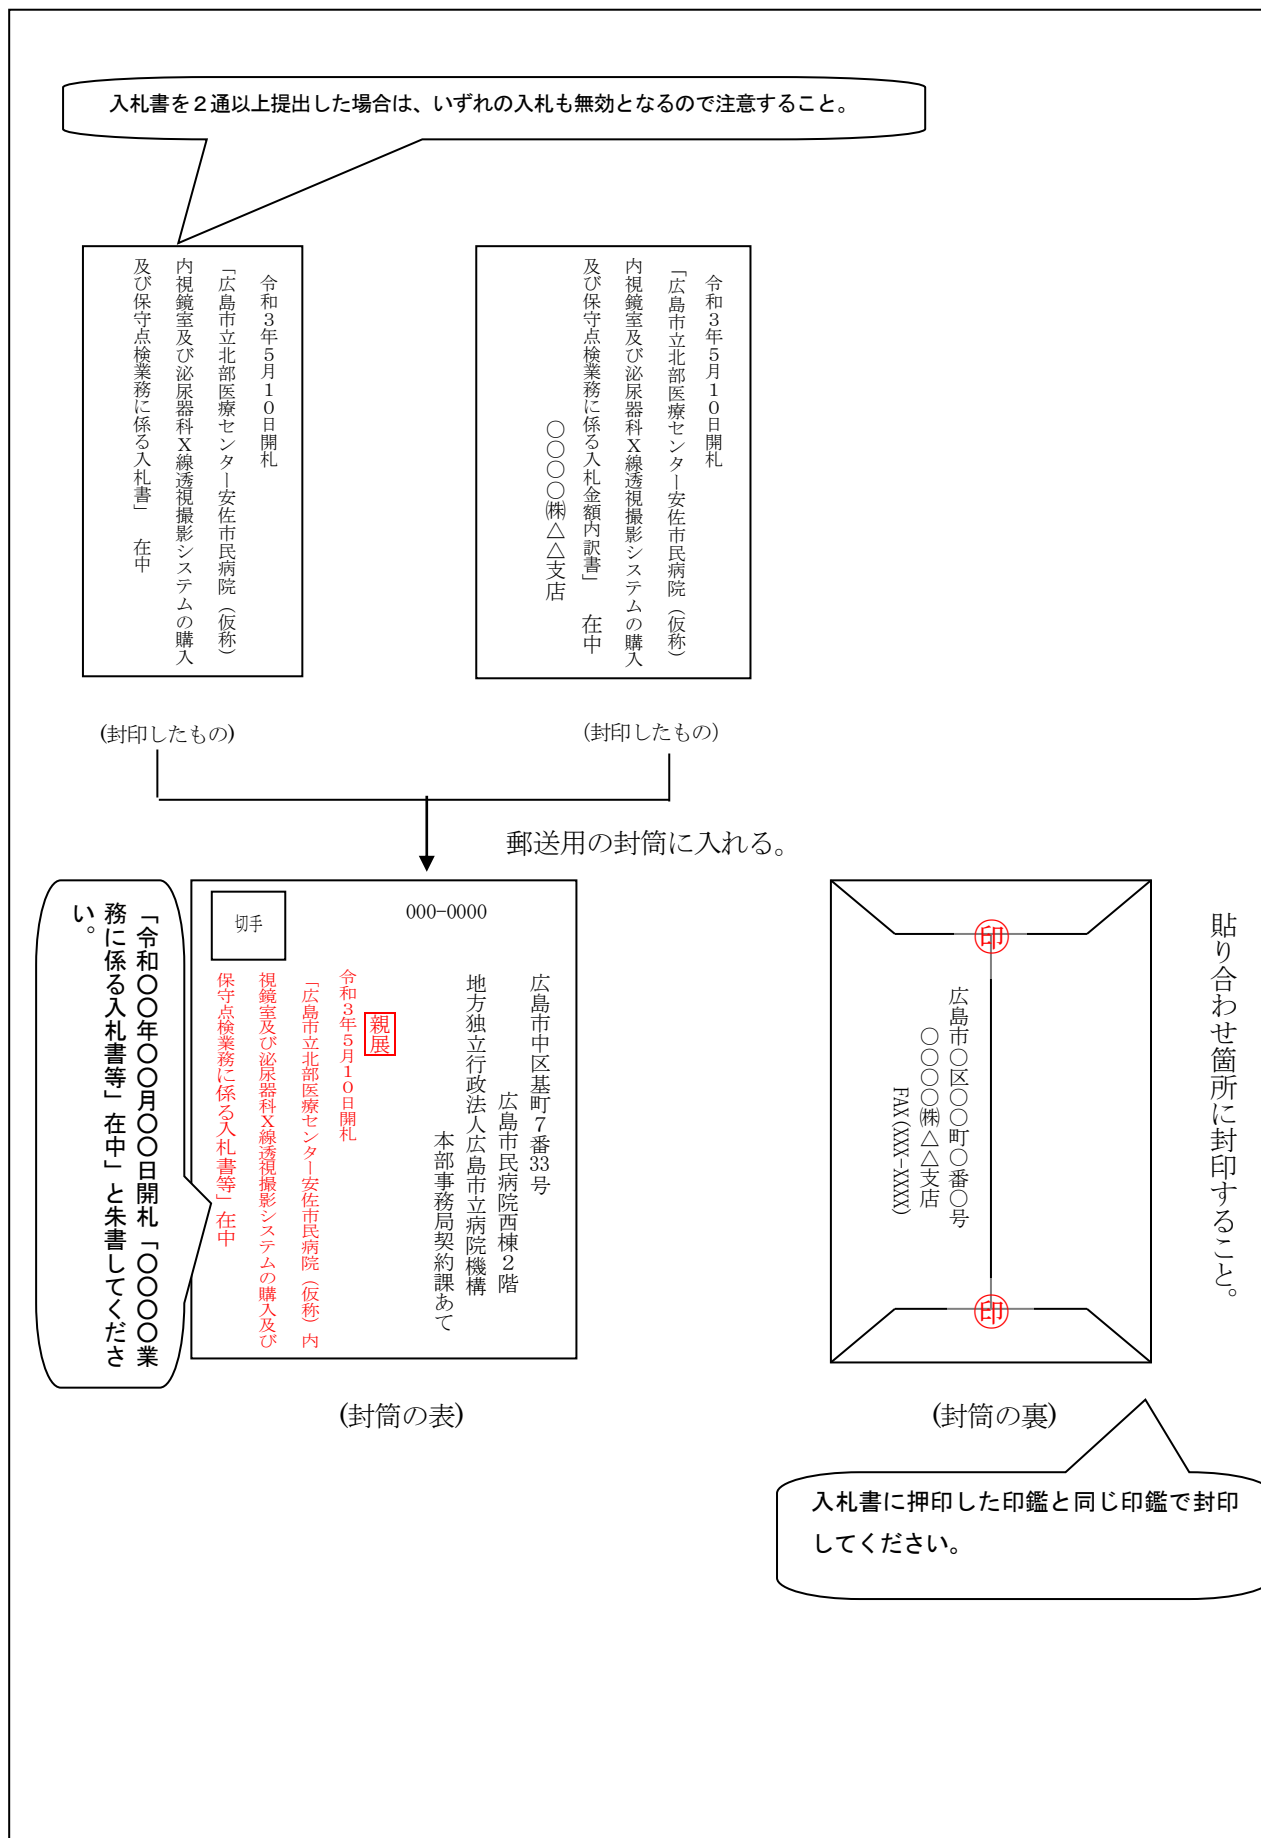 入札書を２通以上提出した場合は、いずれの入札も無効となるので注意すること。
令和３年５月１０日開札
「広島市立北部医療センター安佐市民病院（仮称）
内視鏡室及び泌尿器科Ｘ線透視撮影システムの購入
及び保守点検業務に係る入札書」　在中
令和３年５月１０日開札
「広島市立北部医療センター安佐市民病院（仮称）
内視鏡室及び泌尿器科Ｘ線透視撮影システムの購入
及び保守点検業務に係る入札金額内訳書」　在中
〇〇〇〇㈱△△支店
(封印したもの)
(封印したもの)
郵送用の封筒に入れる。
「令和〇〇年〇〇月〇〇日開札「〇〇〇〇業
務に係る入札書等」在中」と朱書してくださ
い。
切手
000-0000
広島市中区基町７番33号
広島市民病院西棟２階
地方独立行政法人広島市立病院機構
本部事務局契約課あて
親展
令和３年５月１０日開札
「広島市立北部医療センター安佐市民病院（仮称）内
視鏡室及び泌尿器科Ｘ線透視撮影システムの購入及び
保守点検業務に係る入札書等」在中
(封筒の表)
貼り合わせ箇所に封印すること。
印
広島市〇区〇〇町〇番〇号
〇〇〇〇㈱△△支店
FAX(XXX-XXXX)
印
(封筒の裏)
入札書に押印した印鑑と同じ印鑑で封印
してください。